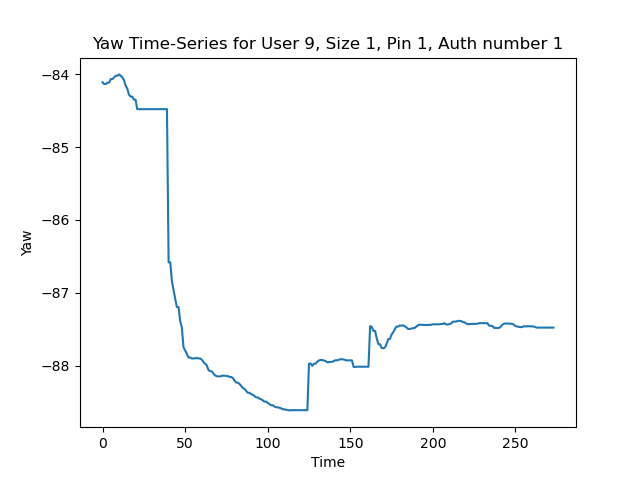 Yaw Time-Series for User 9, Size 1, Pin 1, Auth number 1
−84
−85
−86
−87
−88
Yaw
0 50 100 150 200 250
Time